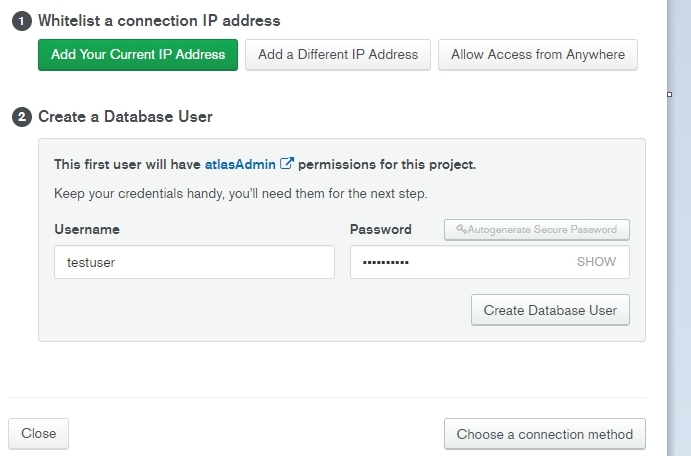 1 Whitelist a connection IP address
Add Your Current IP Address
Add a Different IP Address
Allow Access from Anywhere
2 Create a Database User
This first user will have atlasAdmin permissions for this project.
Keep your credentials handy, you'll need them for the next step.
Username
Password
Autogenerate Secure Password
testuser
•••••••••• SHOW
Create Database User
Close
Choose a connection method